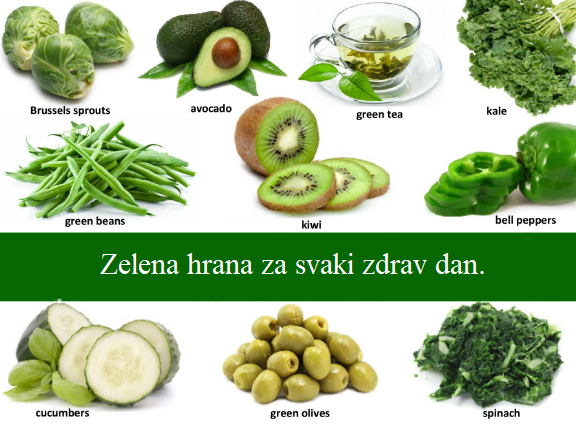 Brussels sprouts
avocado
green tea
kale
green beans
kiwi
bell peppers
Zelena hrana za svaki zdrav dan.
cucumbers
green olives
spinach